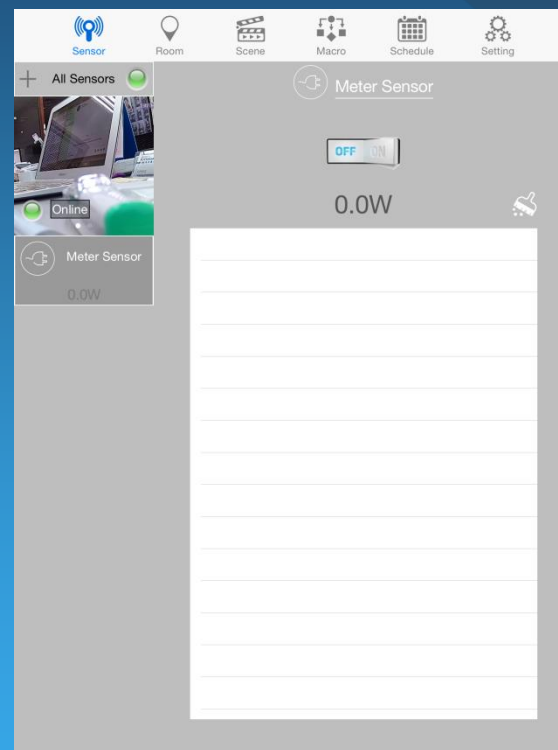 Sensor Room Scene Macro Schedule Setting
All Sensors
Meter Sensor
OFF ON
Online
0.0W
Meter Sensor
0.0W